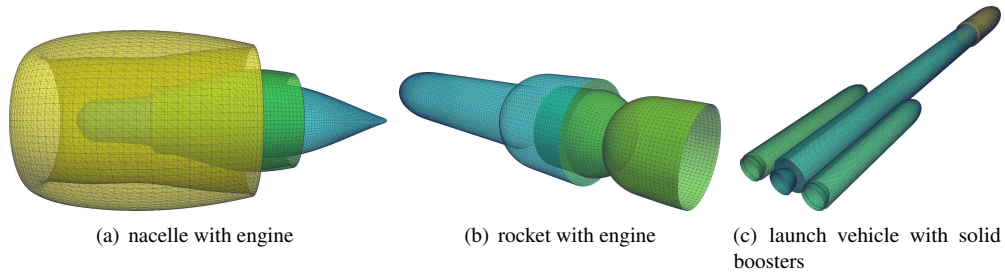 (a) nacelle with engine
(b) rocket with engine
(c) launch vehicle with solid
boosters